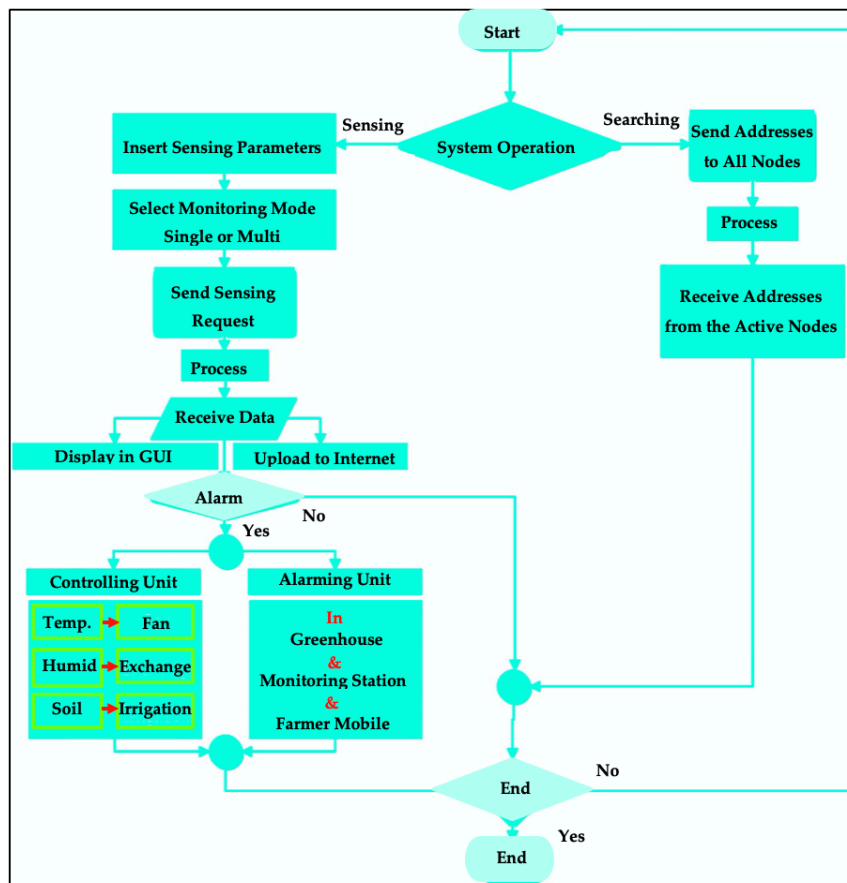 Start
System Operation
Sensing
Searching
Insert Sensing Parameters
Select Monitoring Mode
Single or Multi
Send Sensing
Request
Process
Receive Data
Display in GUI
Upload to Internet
Alarm
Yes
No
Controlling Unit
Temp.
Fan
Humid
Exchange
Soil
Irrigation
Alarming Unit
In
Greenhouse
&
Monitoring Station
&
Farmer Mobile
Send Addresses
to All Nodes
Process
Receive Addresses
from the Active Nodes
End
No
Yes
End